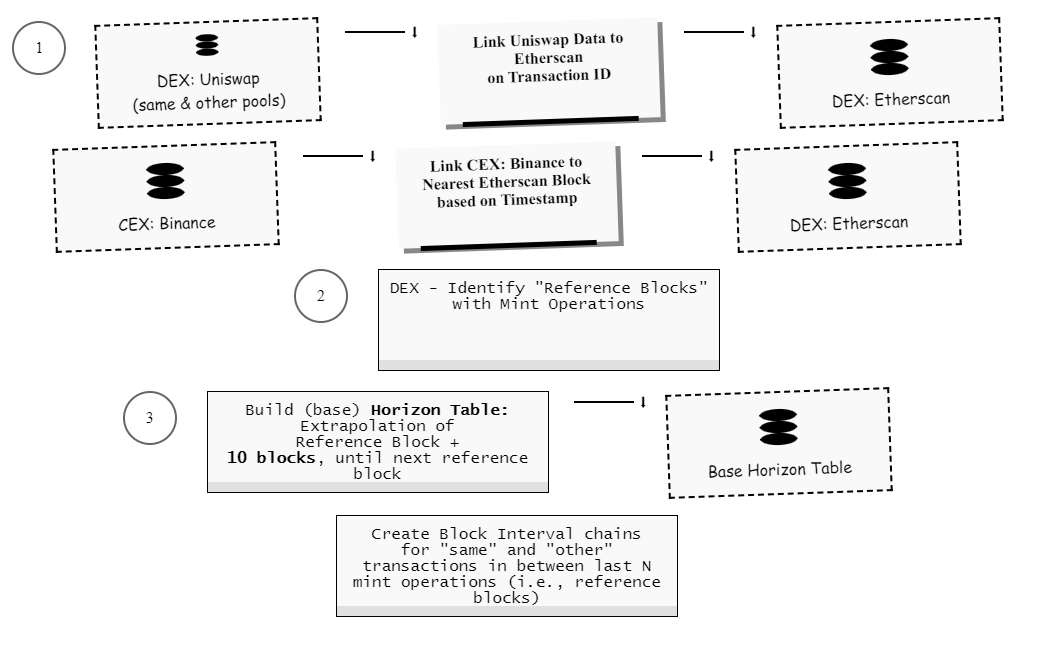 1
DEX: Uniswap
(same & other pools)
Link Uniswap Data to
Etherscan
on Transaction ID
DEX: Etherscan
CEX: Binance
Link CEX: Binance to
Nearest Etherscan Block
based on Timestamp
DEX: Etherscan
2
DEX - Identify "Reference Blocks"
with Mint Operations
3
Build (base) Horizon Table:
Extrapolation of
Reference Block +
10 blocks, until next reference
block
Base Horizon Table
Create Block Interval chains
for "same" and "other"
transactions in between last N
mint operations (i.e., reference
blocks)